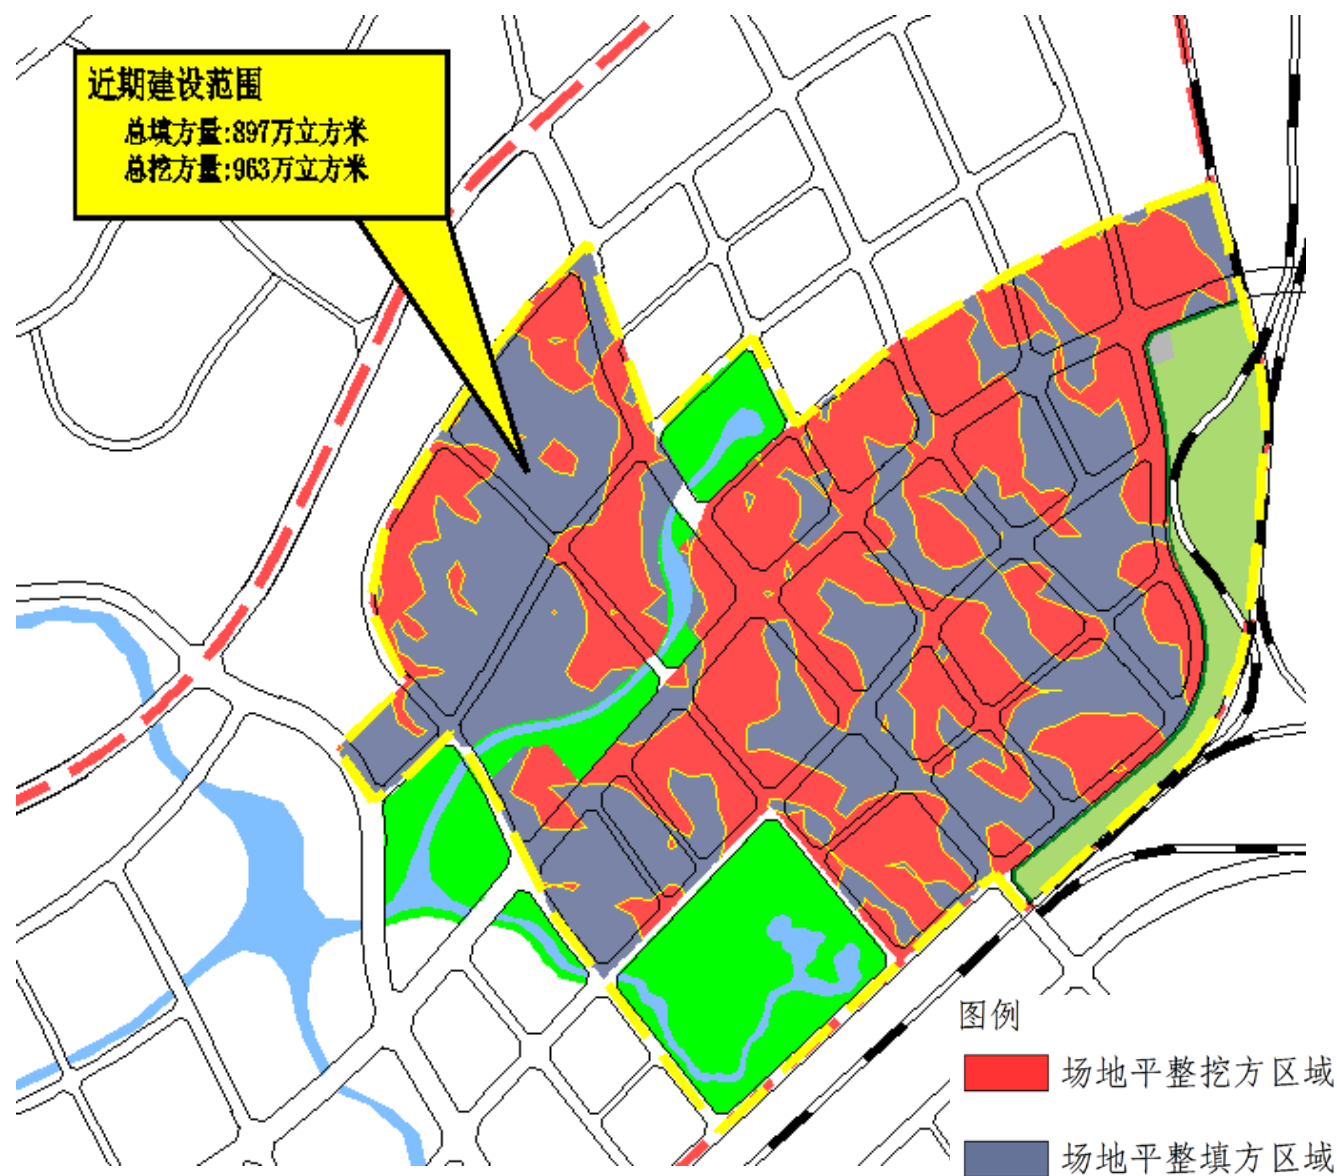 近期建设范围
总填方量:897万立方米
总挖方量:963万立方米
图例
场地平整挖方区域
场地平整填方区域